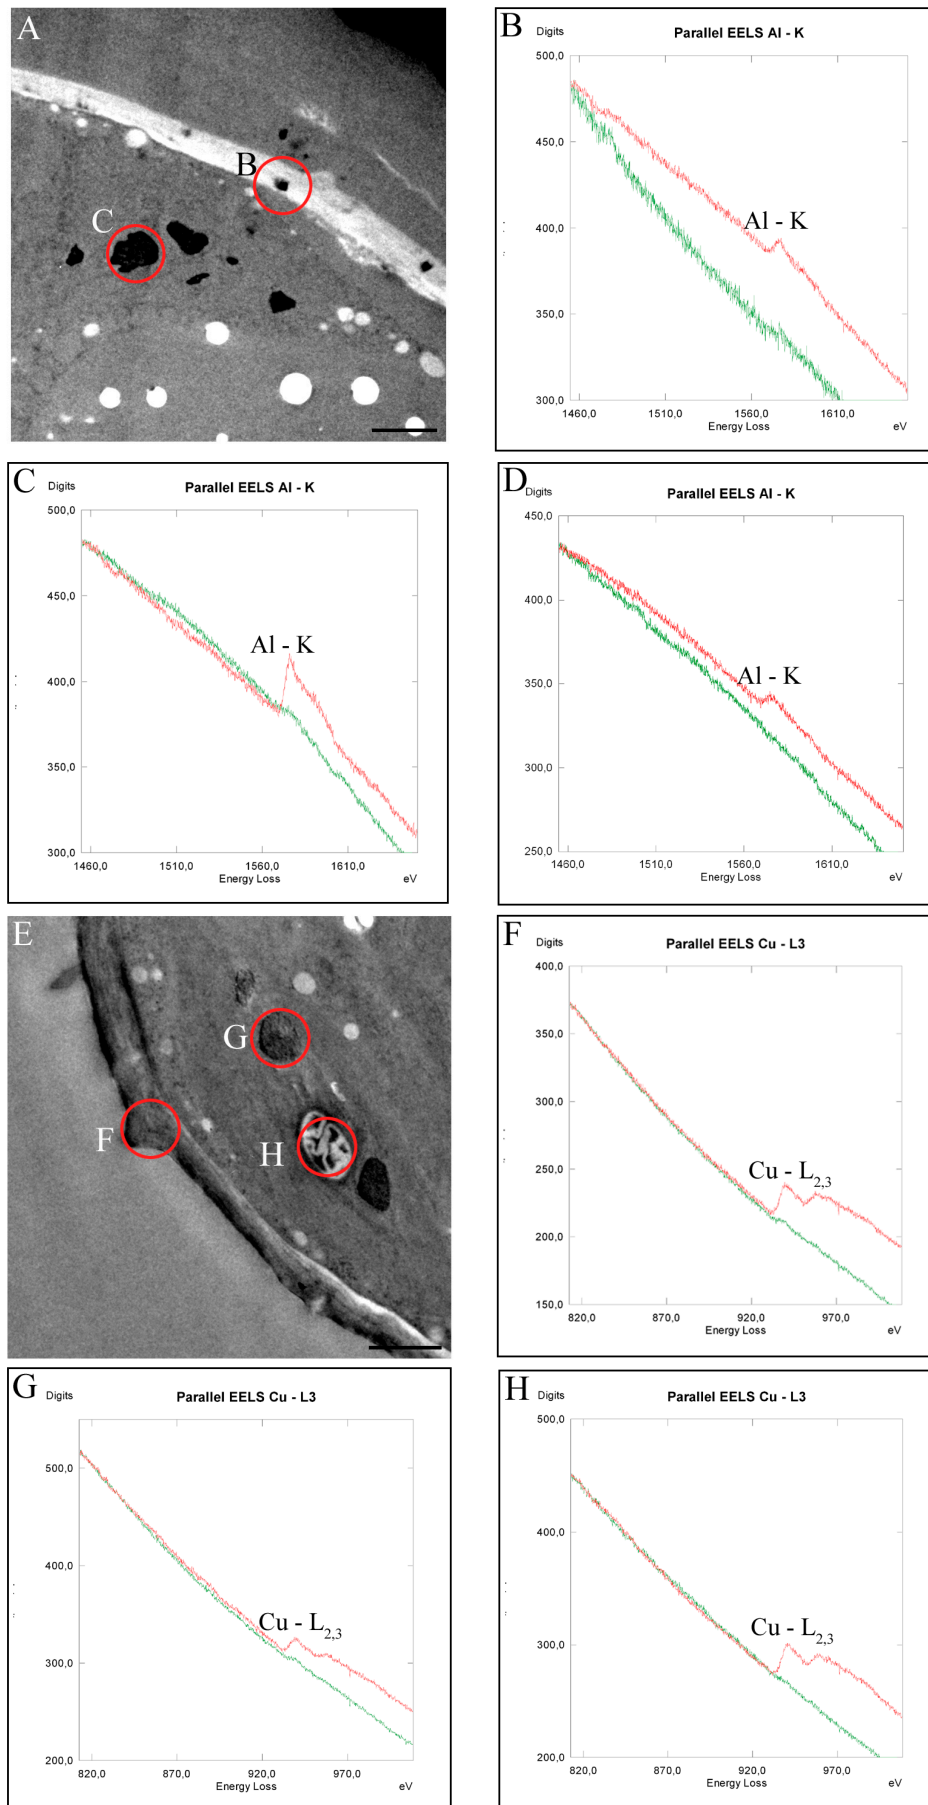 A
B
C
B
Parallel EELS Al - K
Digits
500,0
450,0
400,0
350,0
300,0
Al - K
1460,0 1510,0 1560,0 1610,0
Energy Loss eV
C
Digits
Parallel EELS Al - K
500,0
450,0
400,0
350,0
300,0
Al - K
1460,0 1510,0 1560,0 1610,0
Energy Loss eV
D
Digits
Parallel EELS Al - K
450,0
400,0
350,0
300,0
250,0
Al - K
1460,0 1510,0 1560,0 1610,0
Energy Loss eV
E
G
F
H
F
Digits
Parallel EELS Cu - L3
400,0
350,0
300,0
250,0
200,0
150,0
Cu - L2,3
820,0 870,0 920,0 970,0
Energy Loss eV
G
Digits
Parallel EELS Cu - L3
500,0
400,0
300,0
200,0
Cu - L2,3
820,0 870,0 920,0 970,0
Energy Loss eV
H
Digits
Parallel EELS Cu - L3
500,0
400,0
300,0
200,0
Cu - L2,3
820,0 870,0 920,0 970,0
Energy Loss eV